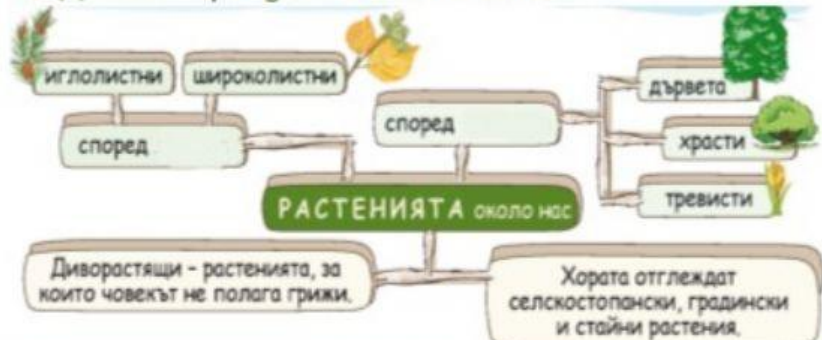 иглолистни
широколистни
според
според
дървета
храсти
тревисти
РАСТЕНИЯТА около нас
Диворастящи – растенията, за
които човекът не полага грижи.
Хората отглеждат
селскостопански, градински
и стайни растения.